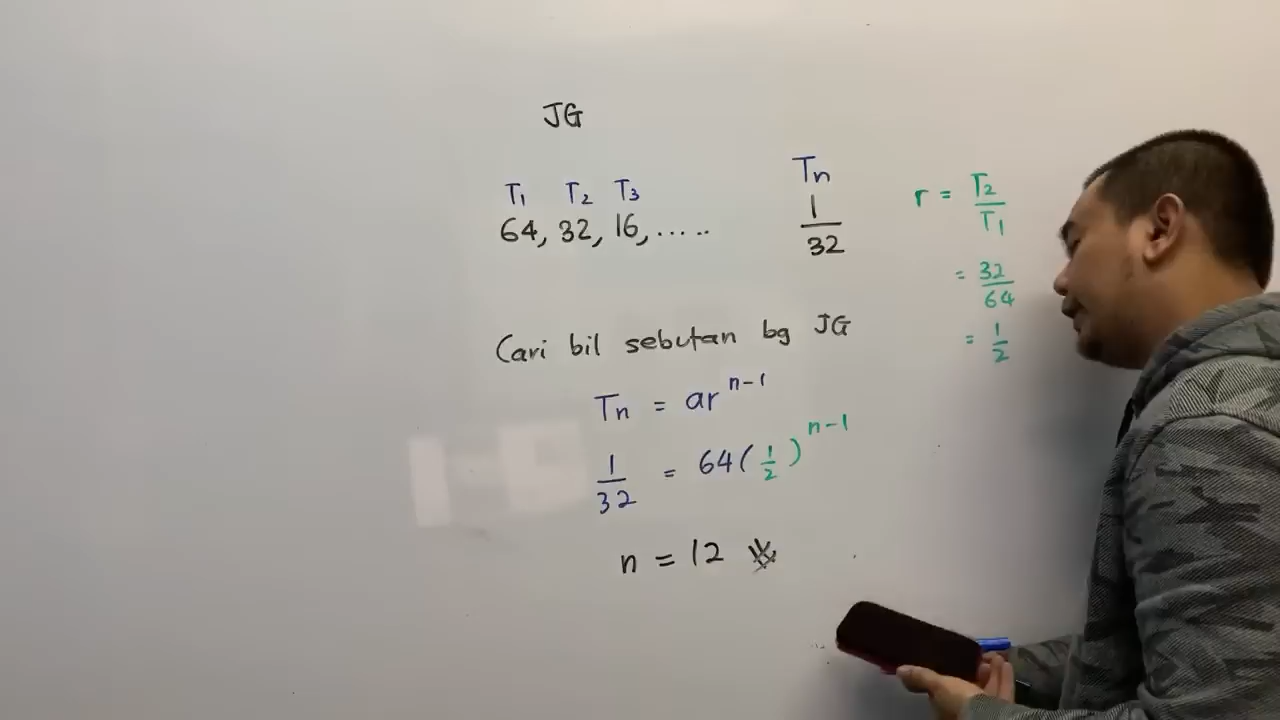 JG
T1 T2 T3 Tn
64, 32, 16, ..... 1/32
Cari bil sebutan bg JG
Tn = ar^(n-1)
1/32 = 64(1/2)^(n-1)
n = 12
r = T2/T1
= 32/64
= 1/2